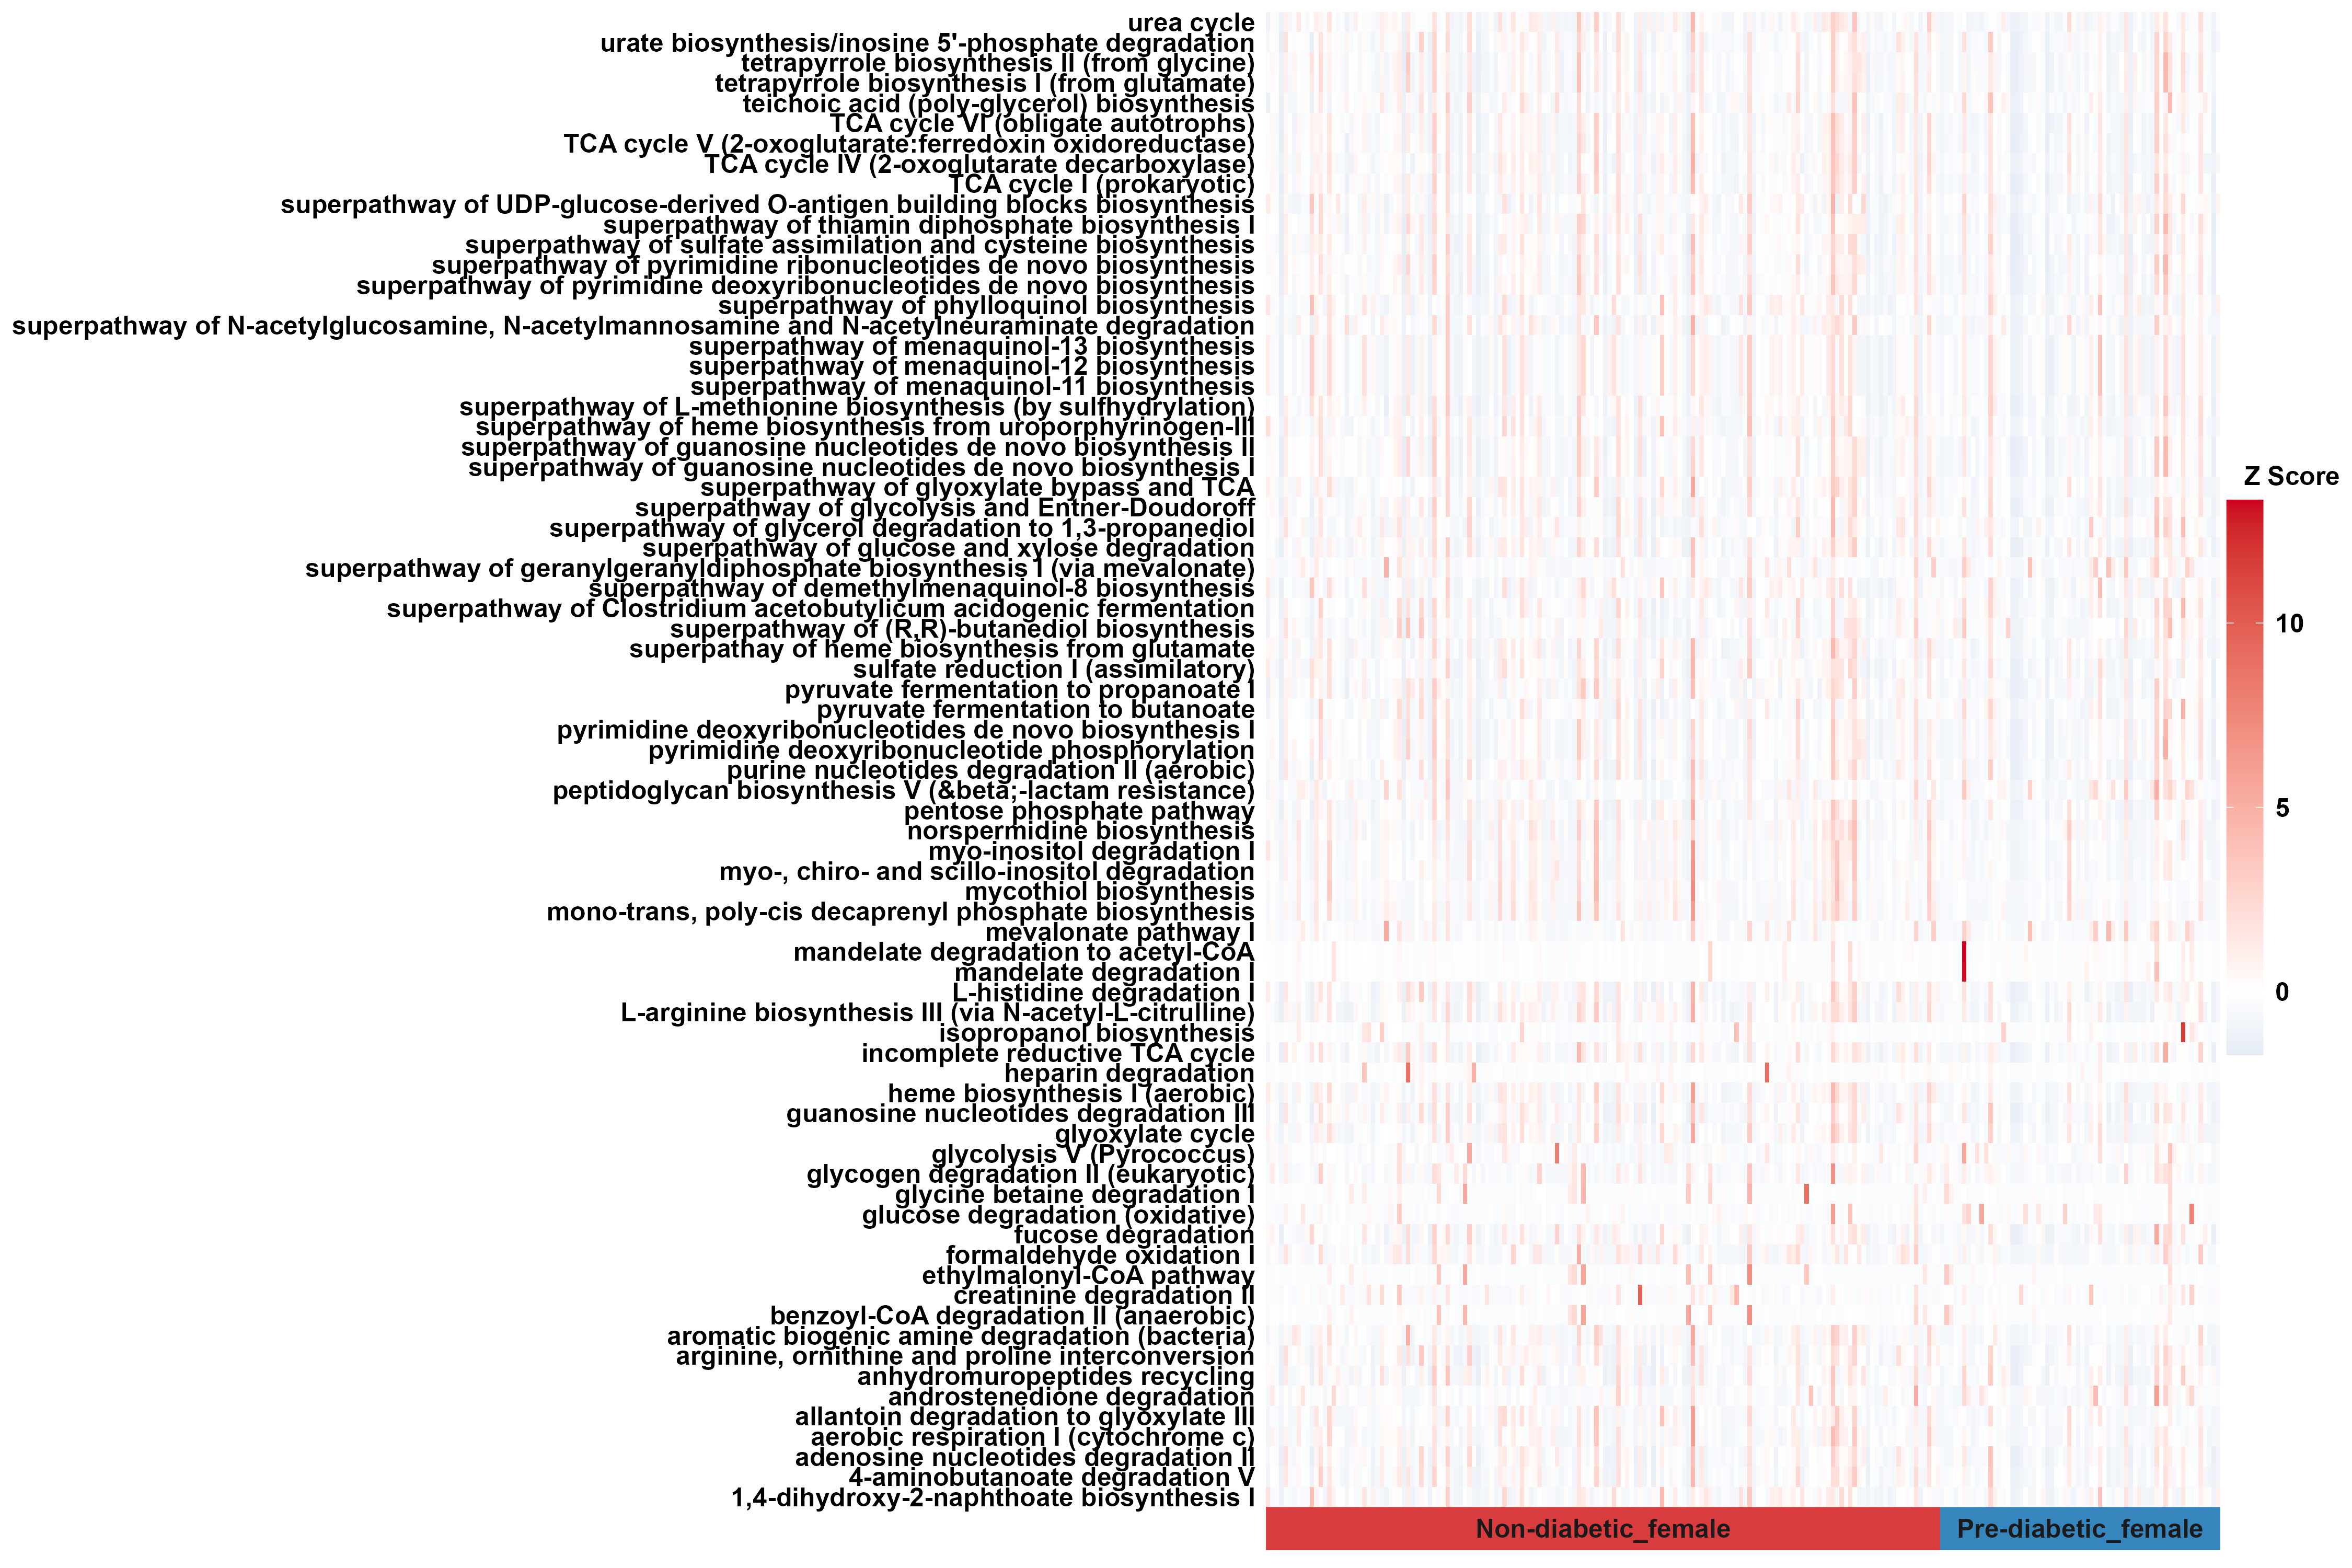 urea cycle
urate biosynthesis/inosine 5'-phosphate degradation
tetrapyrrole biosynthesis II (from glycine)
tetrapyrrole biosynthesis I (from glutamate)
teichoic acid (poly-glycerol) biosynthesis
TCA cycle VI (obligate autotrophs)
TCA cycle V (2-oxoglutarate:ferredoxin oxidoreductase)
TCA cycle IV (2-oxoglutarate decarboxylase)
TCA cycle I (prokaryotic)
superpathway of UDP-glucose-derived O-antigen building blocks biosynthesis
superpathway of thiamin diphosphate biosynthesis I
superpathway of sulfate assimilation and cysteine biosynthesis
superpathway of pyrimidine ribonucleotides de novo biosynthesis
superpathway of pyrimidine deoxyribonucleotides de novo biosynthesis
superpathway of phylloquinol biosynthesis
superpathway of N-acetylglucosamine, N-acetylmannosamine and N-acetylneuraminate degradation
superpathway of menaquinol-13 biosynthesis
superpathway of menaquinol-12 biosynthesis
superpathway of menaquinol-11 biosynthesis
superpathway of L-methionine biosynthesis (by sulfhydrylation)
superpathway of heme biosynthesis from uroporphyrinogen-III
superpathway of guanosine nucleotides de novo biosynthesis II
superpathway of guanosine nucleotides de novo biosynthesis I
superpathway of glyoxylate bypass and TCA
superpathway of glycolysis and Entner-Doudoroff
superpathway of glycerol degradation to 1,3-propanediol
superpathway of glucose and xylose degradation
superpathway of geranylgeranyldiphosphate biosynthesis I (via mevalonate)
superpathway of demethylmenaquinol-8 biosynthesis
superpathway of Clostridium acetobutylicum acidogenic fermentation
superpathway of (R,R)-butanediol biosynthesis
superpathay of heme biosynthesis from glutamate
sulfate reduction I (assimilatory)
pyruvate fermentation to propanoate I
pyruvate fermentation to butanoate
pyrimidine deoxyribonucleotides de novo biosynthesis I
pyrimidine deoxyribonucleotide phosphorylation
purine nucleotides degradation II (aerobic)
peptidoglycan biosynthesis V (&beta;-lactam resistance)
pentose phosphate pathway
norspermidine biosynthesis
myo-inositol degradation I
myo-, chiro- and scillo-inositol degradation
mycothiol biosynthesis
mono-trans, poly-cis decaprenyl phosphate biosynthesis
mevalonate pathway I
mandelate degradation to acetyl-CoA
mandelate degradation I
L-histidine degradation I
L-arginine biosynthesis III (via N-acetyl-L-citrulline)
isopropanol biosynthesis
incomplete reductive TCA cycle
heparin degradation
heme biosynthesis I (aerobic)
guanosine nucleotides degradation III
glyoxylate cycle
glycolysis V (Pyrococcus)
glycogen degradation II (eukaryotic)
glycine betaine degradation I
glucose degradation (oxidative)
fucose degradation
formaldehyde oxidation I
ethylmalonyl-CoA pathway
creatinine degradation II
benzoyl-CoA degradation II (anaerobic)
aromatic biogenic amine degradation (bacteria)
arginine, ornithine and proline interconversion
anhydromuropeptides recycling
androstenedione degradation
allantoin degradation to glyoxylate III
aerobic respiration I (cytochrome c)
adenosine nucleotides degradation II
4-aminobutanoate degradation V
1,4-dihydroxy-2-naphthoate biosynthesis I
Non-diabetic_female
Pre-diabetic_female
Z Score
10
5
0